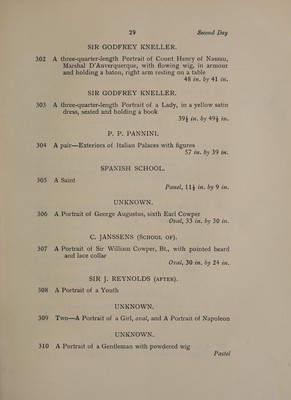 29 Second Day
SIR GODFREY KNELLER.
302 A three-quarter-length Portrait of Count Henry of Nassau,
Marshal D'Auverquerque, with flowing wig, in armour
and holding a baton, right arm resting on a table
48 in. by 41 in.
SIR GODFREY KNELLER.
303 A three-quarter-length Portrait of a Lady, in a yellow satin
dress, seated and holding a book
39½ in. by 49½ in.
P. P. PANNINI.
304 A pair—Exteriors of Italian Palaces with figures
57 in. by 39 in.
SPANISH SCHOOL.
305 A Saint
Panel, 11½ in. by 9 in.
UNKNOWN.
306 A Portrait of George Augustus, sixth Earl Cowper
Oval, 35 in. by 30 in.
C. JANSSENS (SCHOOL OF).
307 A Portrait of Sir William Cowper, Bt., with pointed beard
and lace collar
Oval, 30 in. by 24 in.
SIR J. REYNOLDS (AFTER).
308 A Portrait of a Youth
UNKNOWN.
309 Two—A Portrait of a Girl, oval, and A Portrait of Napoleon
UNKNOWN.
310 A Portrait of a Gentleman with powdered wig
Pastel